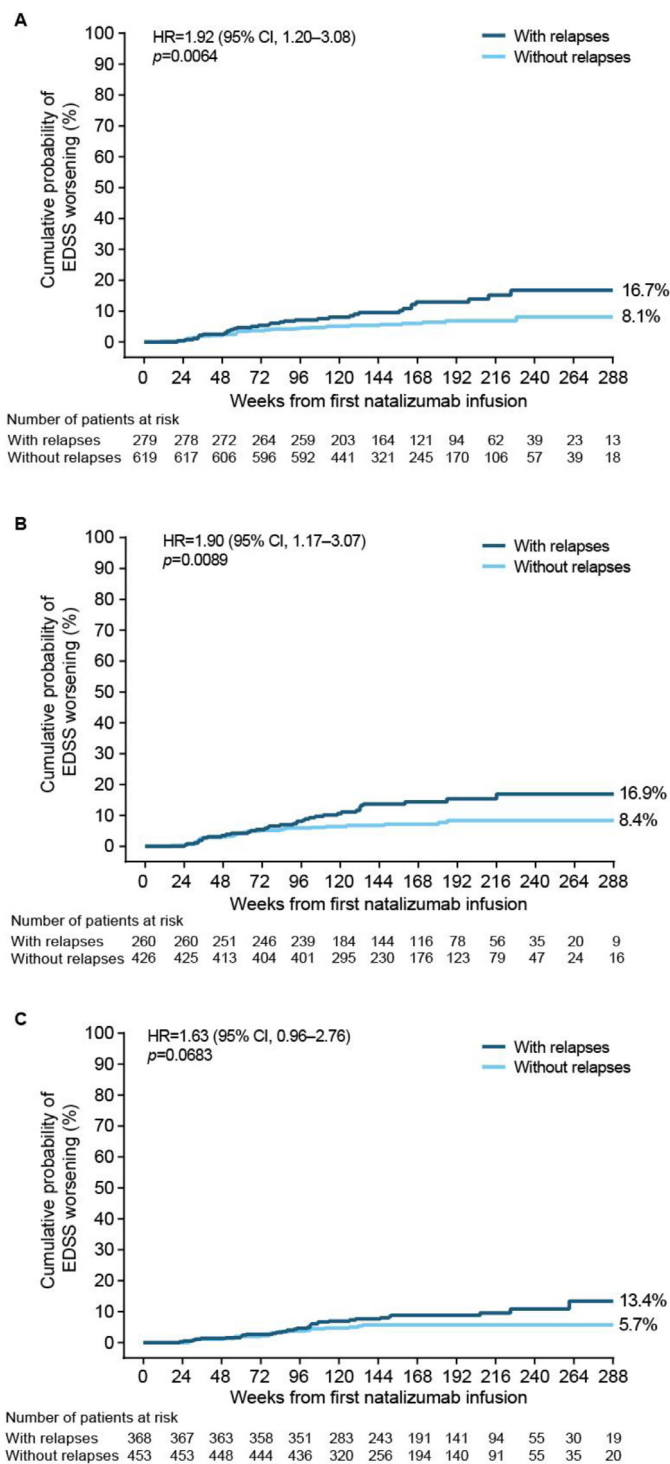 A
HR=1.92 (95% CI, 1.20–3.08)
p=0.0064
With relapses
Without relapses
Cumulative probability of
EDSS worsening (%)
100
90
80
70
60
50
40
30
20
10
0
16.7%
8.1%
0 24 48 72 96 120 144 168 192 216 240 264 288
Weeks from first natalizumab infusion
Number of patients at risk
With relapses 279 278 272 264 259 203 164 121 94 62 39 23 13
Without relapses 619 617 606 596 592 441 321 245 170 106 57 39 18
B
HR=1.90 (95% CI, 1.17–3.07)
p=0.0089
With relapses
Without relapses
Cumulative probability of
EDSS worsening (%)
100
90
80
70
60
50
40
30
20
10
0
16.9%
8.4%
0 24 48 72 96 120 144 168 192 216 240 264 288
Weeks from first natalizumab infusion
Number of patients at risk
With relapses 260 260 251 246 239 184 144 116 78 56 35 20 9
Without relapses 426 425 413 404 401 295 230 176 123 79 47 24 16
C
HR=1.63 (95% CI, 0.96–2.76)
p=0.0683
With relapses
Without relapses
Cumulative probability of
EDSS worsening (%)
100
90
80
70
60
50
40
30
20
10
0
13.4%
5.7%
0 24 48 72 96 120 144 168 192 216 240 264 288
Weeks from first natalizumab infusion
Number of patients at risk
With relapses 368 367 363 358 351 283 243 191 141 94 55 30 19
Without relapses 453 453 448 444 436 320 256 194 140 91 55 35 20